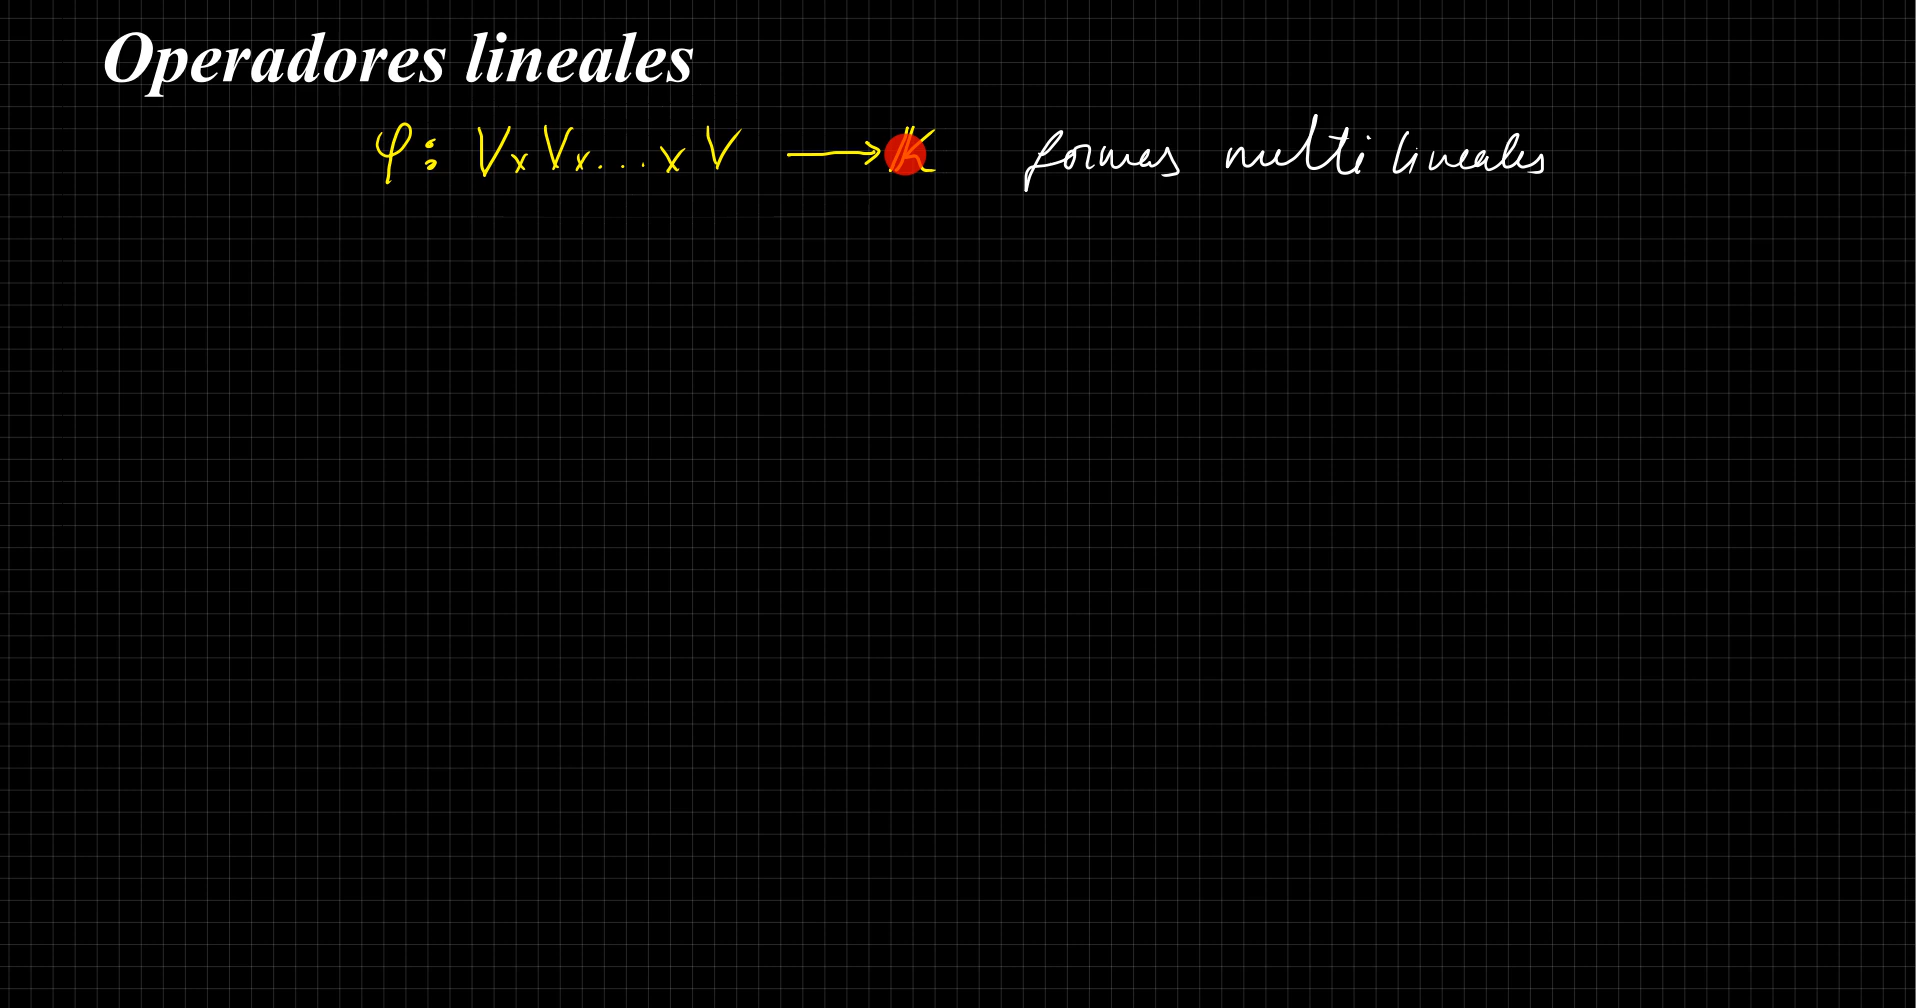 Operadores lineales
φ: V x V x . . . x V ⟶ 𝕂 formas multilineales